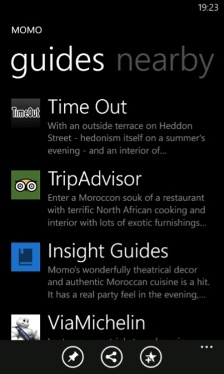 19:23
MOMO
guides nearby
TimeOut
Time Out
With an outside terrace on Heddon
Street - hedonism itself on a summer's
evening - and an interior of...
TripAdvisor
Enter a Moroccon souk of a restaurant
with terrific North African cooking and
interior with lots of exotic furnishings...
Insight Guides
Momo's wonderfully theatrical decor
and authentic Moroccan cuisine is a hit.
It has a real party feel in the evening,...
ViaMichelin